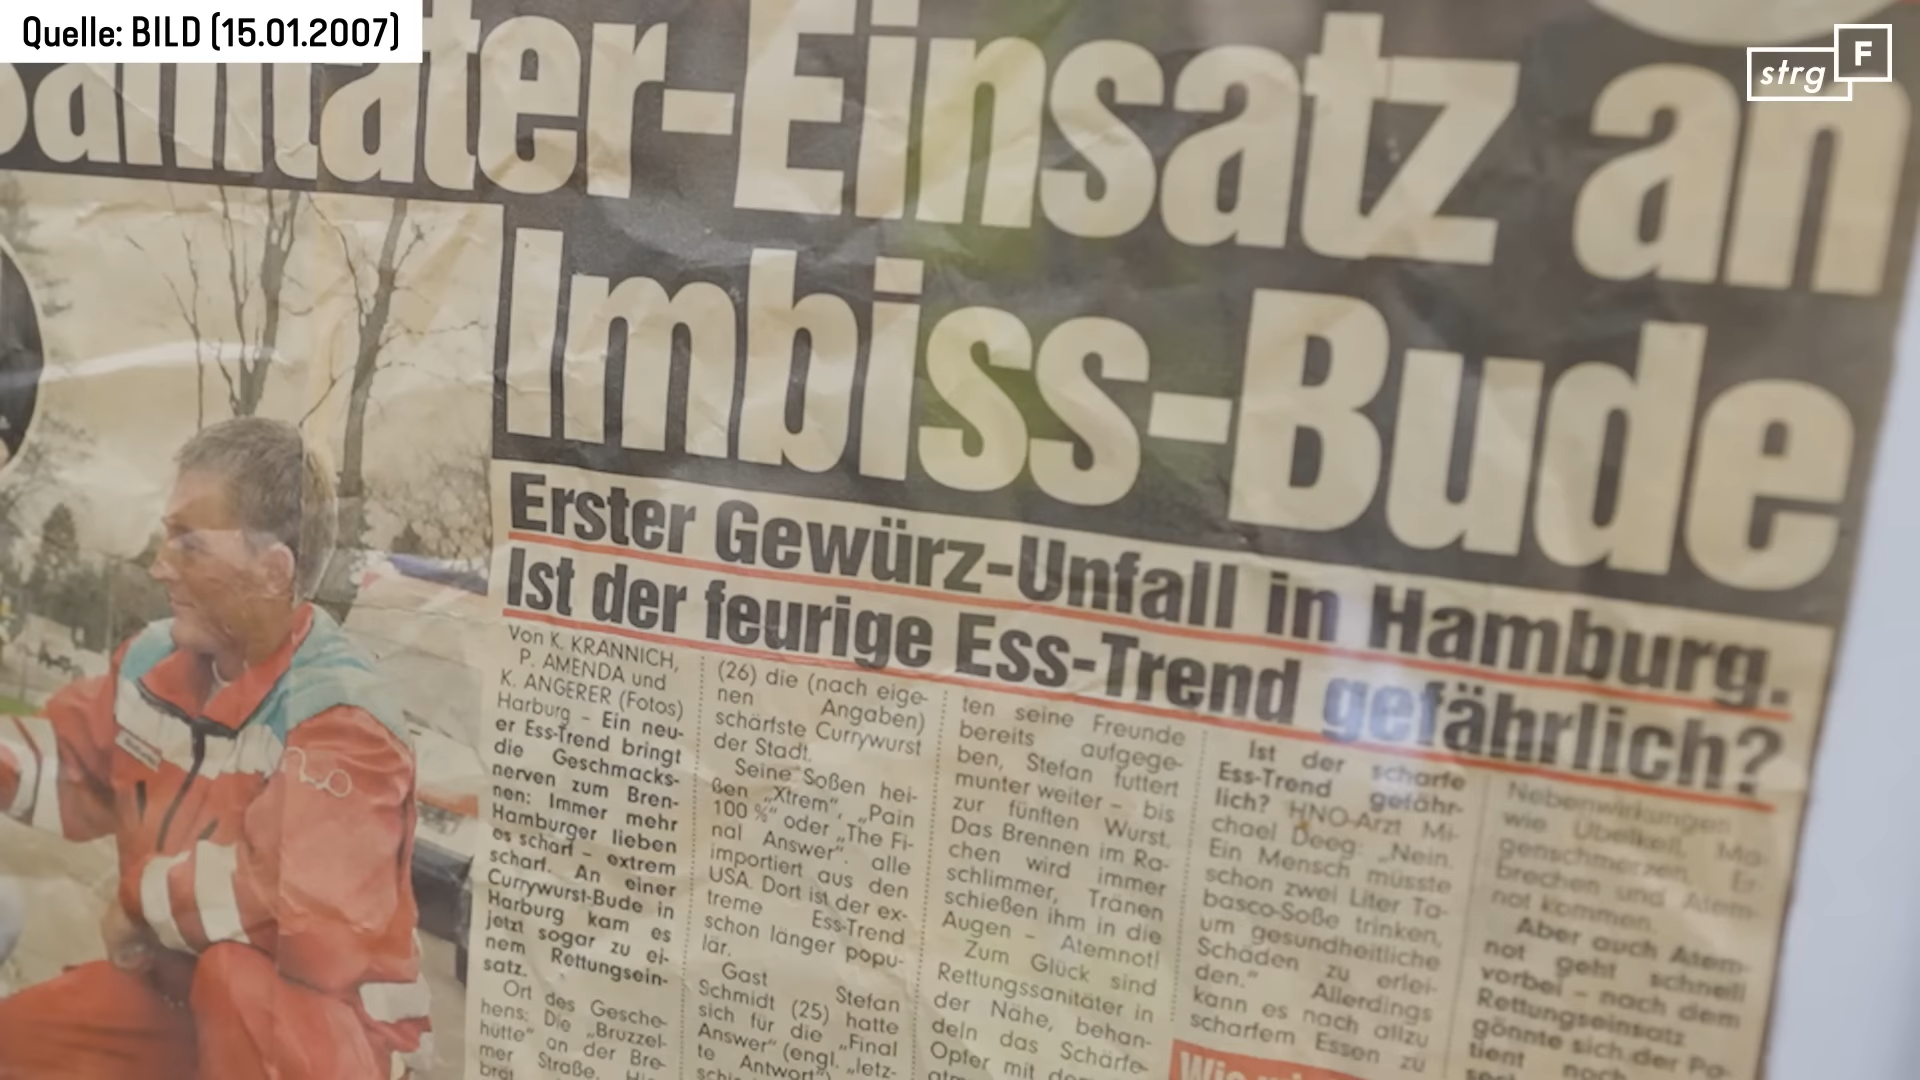 Quelle: BILD (15.01.2007)
strg F
Sanitäter-Einsatz an
Imbiss-Bude
Erster Gewürz-Unfall in Hamburg.
Ist der feurige Ess-Trend gefährlich?
Von K. KRANNICH,
P. AMENDA und
K. ANGERER (Fotos)
Harburg – Ein neu-
er Ess-Trend bringt
die Geschmacks-
nerven zum Bren-
nen: Immer mehr
Hamburger lieben
es scharf – extrem
scharf. An einer
Currywurst-Bude in
Harburg kam es
jetzt sogar zu ei-
nem Rettungsein-
satz.
Ort des Gesche-
hens: Die „Bruzzel-
hütte“ an der Bre-
mer Straße.
(26) die (nach eige-
nen Angaben)
schärfste Currywurst
der Stadt.
Seine Soßen hei-
ßen „Xtrem“, „Pain
100 %“ oder „The Fi-
nal Answer“. alle
importiert aus den
USA. Dort ist der ex-
treme Ess-Trend
schon länger popu-
lär.
Gast Stefan
Schmidt (25) hatte
sich für die „Final
Answer“ (engl. „letz-
te Antwort“)
ten seine Freunde
bereits aufgege-
ben, Stefan futtert
munter weiter – bis
zur fünften Wurst.
Das Brennen im Ra-
chen wird immer
schlimmer, Tränen
schießen ihm in die
Augen – Atemnot!
Zum Glück sind
Rettungssanitäter in
der Nähe, behan-
deln das Schärfe-
Opfer mit
Ist der scharfe
Ess-Trend gefähr-
lich? HNO-Arzt Mi-
chael Deeg: „Nein.
Ein Mensch müsste
schon zwei Liter Ta-
basco-Soße trinken,
um gesundheitliche
Schäden zu erlei-
den.“ Allerdings
kann es nach allzu
scharfem Essen zu
Nebenwirkungen
wie Übelkeit, Ma-
genschmerzen, Er-
brechen und Atem-
not kommen.
Aber auch Atem-
not geht schnell
vorbei – nach dem
Rettungseinsatz
gönnte sich der Pa-
tient noch